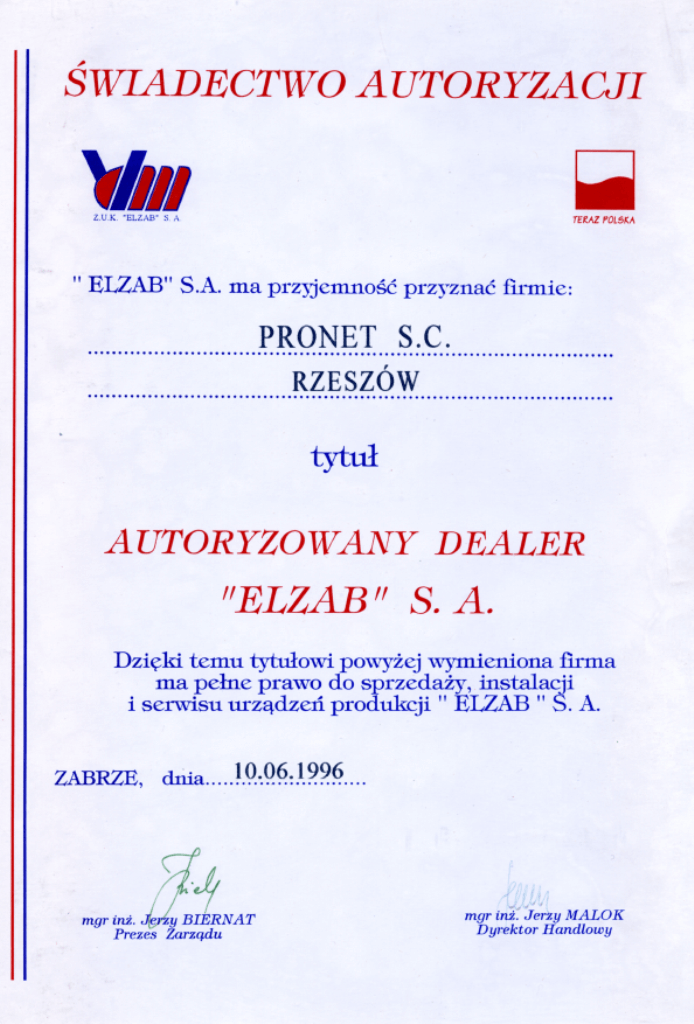 ŚWIADECTWO AUTORYZACJI
Z.U.K. "ELZAB" S. A.
TERAZ POLSKA
" ELZAB" S.A. ma przyjemność przyznać firmie:
PRONET S.C.
RZESZÓW
tytuł
AUTORYZOWANY DEALER
"ELZAB" S. A.
Dzięki temu tytułowi powyżej wymieniona firma
ma pełne prawo do sprzedaży, instalacji
i serwisu urządzeń produkcji " ELZAB " S. A.
ZABRZE, dnia....10.06.1996....
mgr inż. Jerzy BIERNAT
Prezes Zarządu
mgr inż. Jerzy MALOK
Dyrektor Handlowy